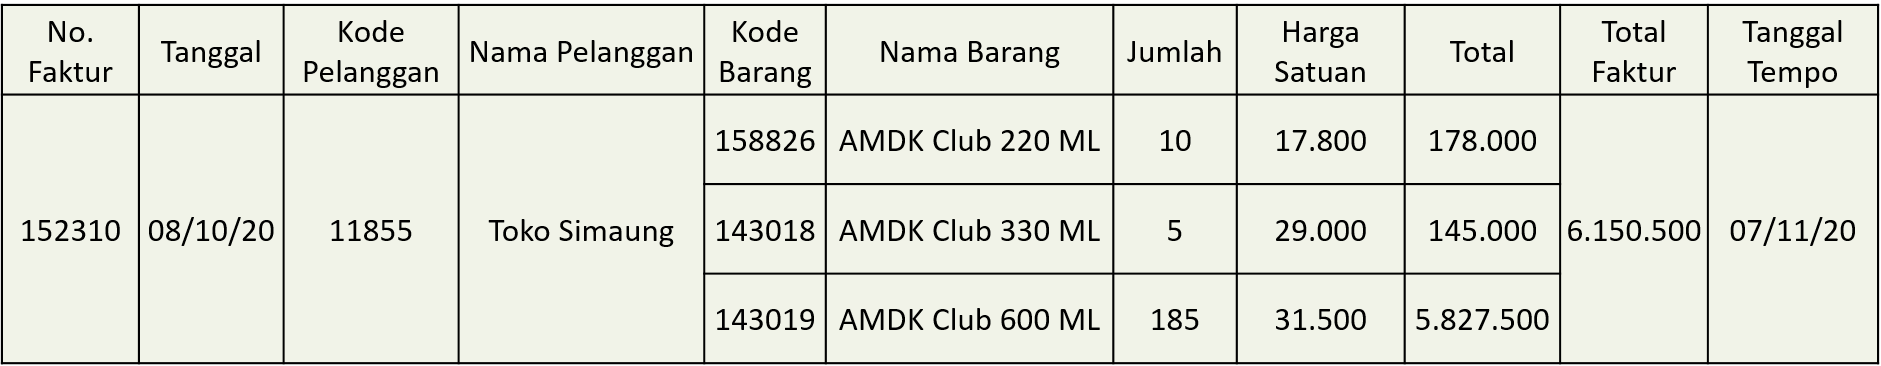 No. Faktur
Tanggal
Kode Pelanggan
Nama Pelanggan
Kode Barang
Nama Barang
Jumlah
Harga Satuan
Total
Total Faktur
Tanggal Tempo
152310
08/10/20
11855
Toko Simaung
158826 AMDK Club 220 ML 10 17.800 178.000
143018 AMDK Club 330 ML 5 29.000 145.000
143019 AMDK Club 600 ML 185 31.500 5.827.500
6.150.500
07/11/20